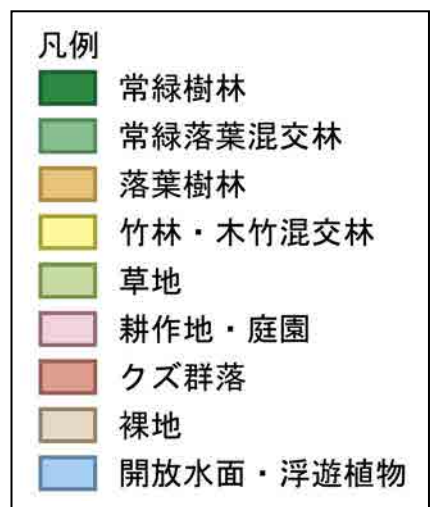 凡例
常緑樹林
常緑落葉混交林
落葉樹林
竹林・木竹混交林
草地
耕作地・庭園
クズ群落
裸地
開放水面・浮遊植物